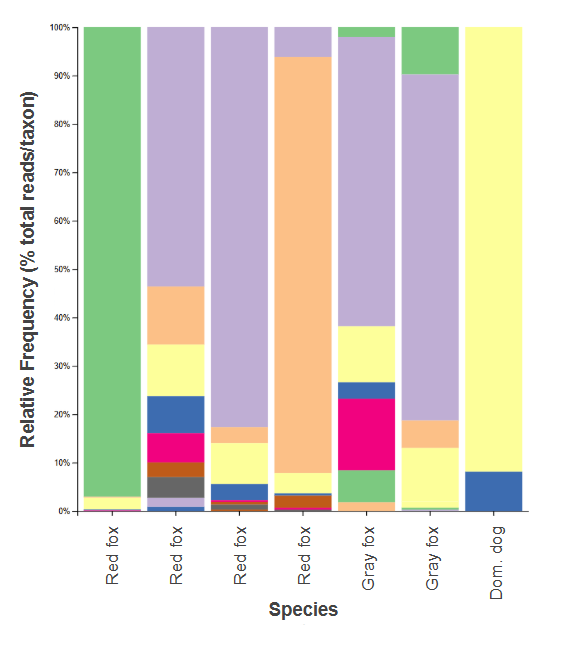 Relative Frequency (% total reads/taxon)
100%
90%
80%
70%
60%
50%
40%
30%
20%
10%
0%
Red fox
Red fox
Red fox
Red fox
Gray fox
Gray fox
Dom. dog
Species